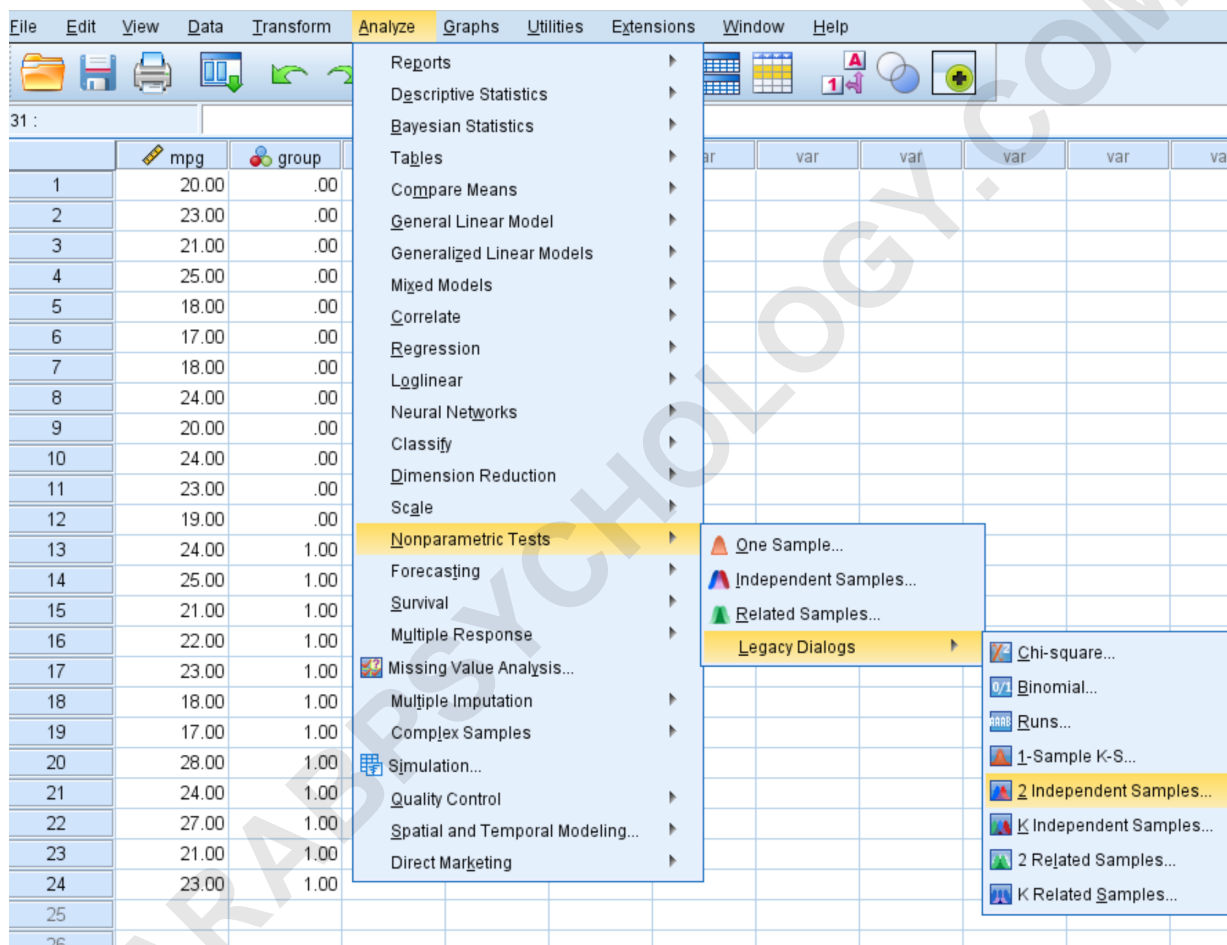 File Edit View Data Transform Analyze Graphs Utilities Extensions Window Help
31 :
mpg group var var var var var
1 20.00 .00
2 23.00 .00
3 21.00 .00
4 25.00 .00
5 18.00 .00
6 17.00 .00
7 18.00 .00
8 24.00 .00
9 20.00 .00
10 24.00 .00
11 23.00 .00
12 19.00 .00
13 24.00 1.00
14 25.00 1.00
15 21.00 1.00
16 22.00 1.00
17 23.00 1.00
18 18.00 1.00
19 17.00 1.00
20 28.00 1.00
21 24.00 1.00
22 27.00 1.00
23 21.00 1.00
24 23.00 1.00
25
26
Reports
Descriptive Statistics
Bayesian Statistics
Tables
Compare Means
General Linear Model
Generalized Linear Models
Mixed Models
Correlate
Regression
Loglinear
Neural Networks
Classify
Dimension Reduction
Scale
Nonparametric Tests
Forecasting
Survival
Multiple Response
Missing Value Analysis...
Multiple Imputation
Complex Samples
Simulation...
Quality Control
Spatial and Temporal Modeling...
Direct Marketing
One Sample...
Independent Samples...
Related Samples...
Legacy Dialogs
Chi-square...
Binomial...
Runs...
1-Sample K-S...
2 Independent Samples...
K Independent Samples...
2 Related Samples...
K Related Samples...
ARABPSYCHOLOGY.COM